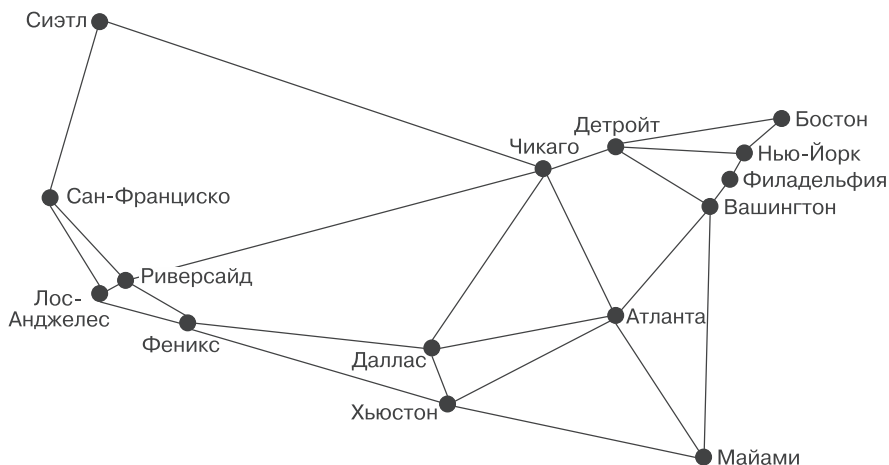 Сиэтл
Бостон
Детройт
Чикаго
Нью-Йорк
Филадельфия
Сан-Франциско
Вашингтон
Риверсайд
Лос-
Анджелес
Атланта
Феникс
Даллас
Хьюстон
Майами